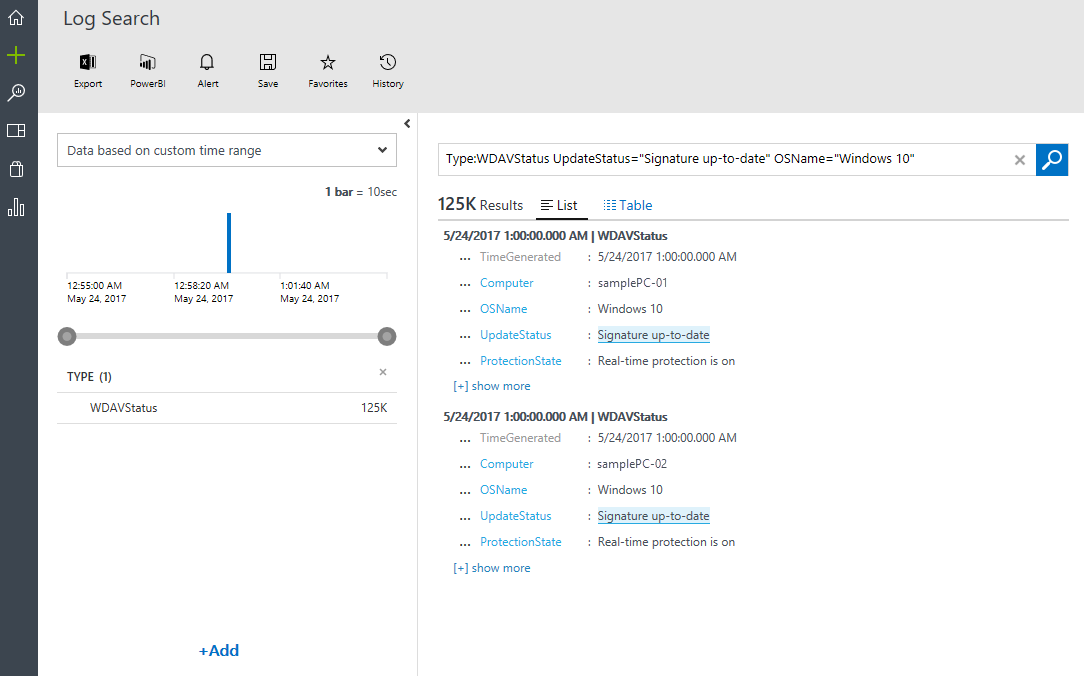 Log Search
Export PowerBI Alert Save Favorites History
Data based on custom time range
1 bar = 10sec
12:55:00 AM 12:58:20 AM 1:01:40 AM
May 24, 2017 May 24, 2017 May 24, 2017
TYPE (1)
WDAVStatus 125K
+Add
Type:WDAVStatus UpdateStatus="Signature up-to-date" OSName="Windows 10"
125K Results List Table
5/24/2017 1:00:00.000 AM | WDAVStatus
... TimeGenerated : 5/24/2017 1:00:00.000 AM
... Computer : samplePC-01
... OSName : Windows 10
... UpdateStatus : Signature up-to-date
... ProtectionState : Real-time protection is on
[+] show more
5/24/2017 1:00:00.000 AM | WDAVStatus
... TimeGenerated : 5/24/2017 1:00:00.000 AM
... Computer : samplePC-02
... OSName : Windows 10
... UpdateStatus : Signature up-to-date
... ProtectionState : Real-time protection is on
[+] show more